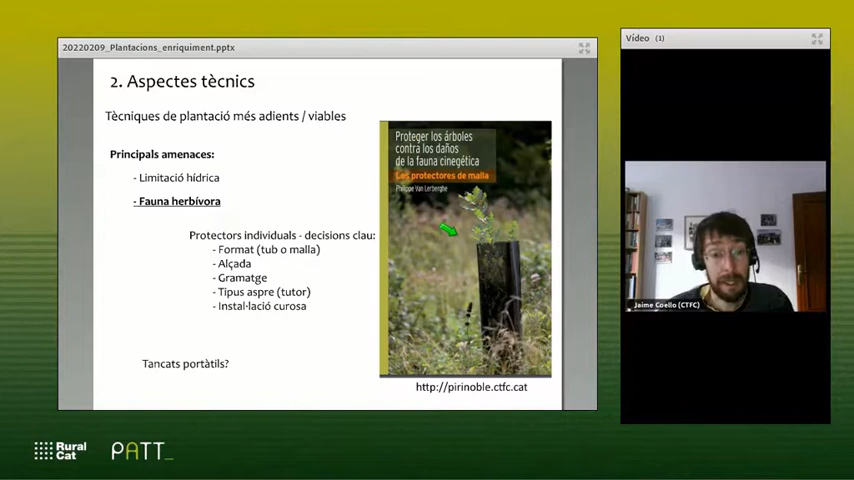 20220209_Plantacions_enriquiment.pptx
Vídeo (1)
2. Aspectes tècnics
Tècniques de plantació més adients / viables
Principals amenaces:
- Limitació hídrica
- Fauna herbívora
Protectors individuals - decisions clau:
- Format (tub o malla)
- Alçada
- Gramatge
- Tipus aspre (tutor)
- Instal·lació curosa
Tancats portàtils?
Proteger los árboles
contra los daños
de la fauna cinegética
Los protectores de malla
Philippe Van Lerberghe
http://pirinoble.ctfc.cat
Jaime Coello (CTFC)
Rural
Cat
PATT_